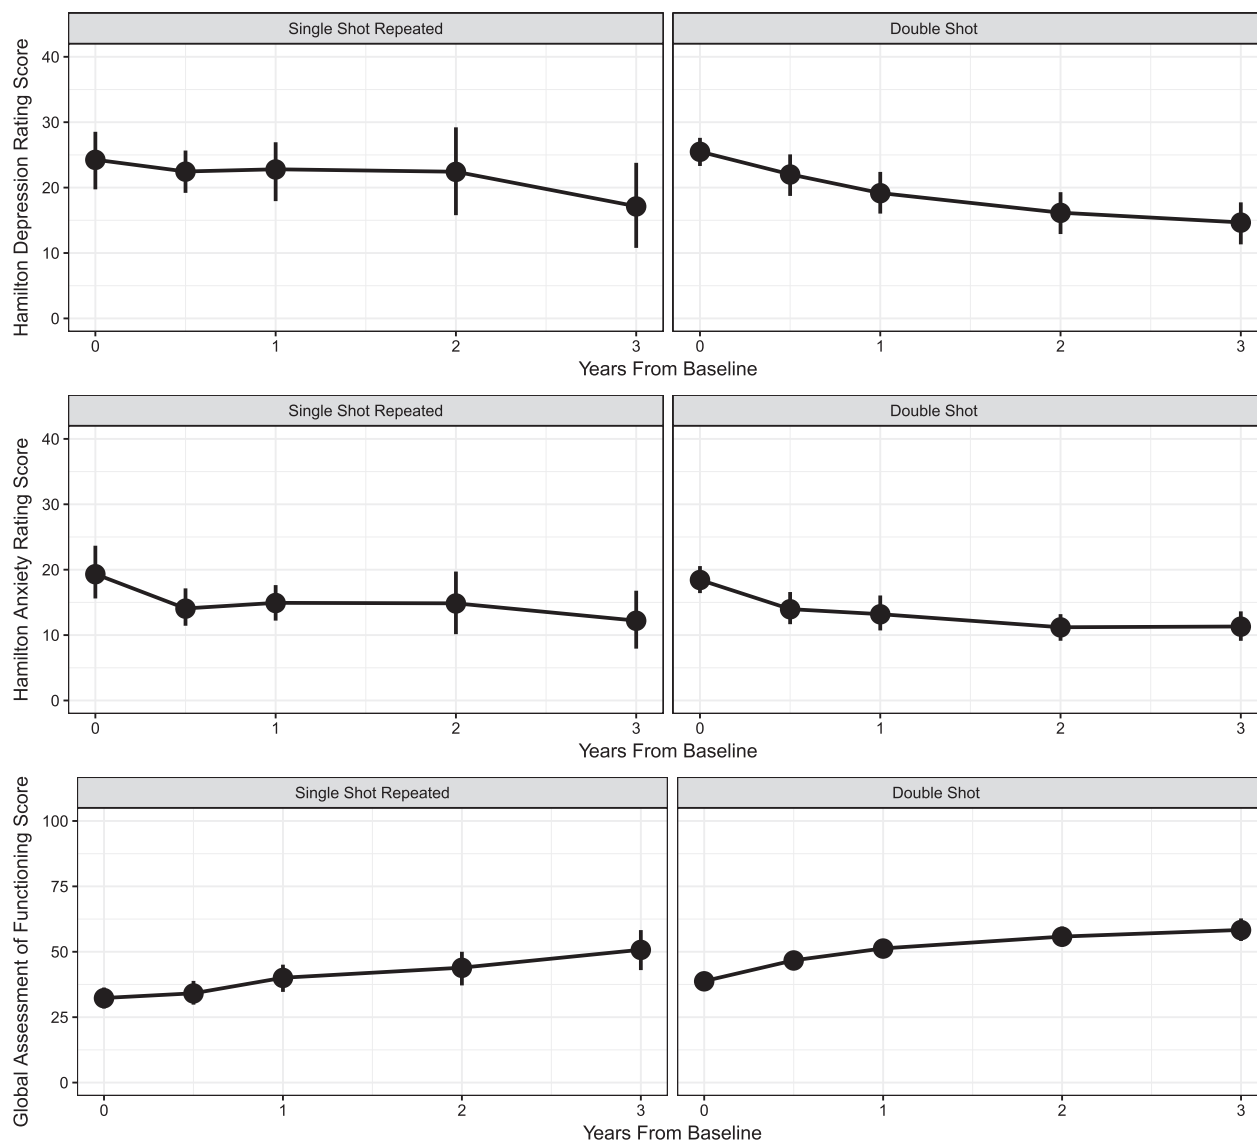 Single Shot Repeated
Double Shot
Hamilton Depression Rating Score
40
30
20
10
0
0 1 2 3
0 1 2 3
Years From Baseline
Single Shot Repeated
Double Shot
Hamilton Anxiety Rating Score
40
30
20
10
0
0 1 2 3
0 1 2 3
Years From Baseline
Single Shot Repeated
Double Shot
Global Assessment of Functioning Score
100
75
50
25
0
0 1 2 3
0 1 2 3
Years From Baseline